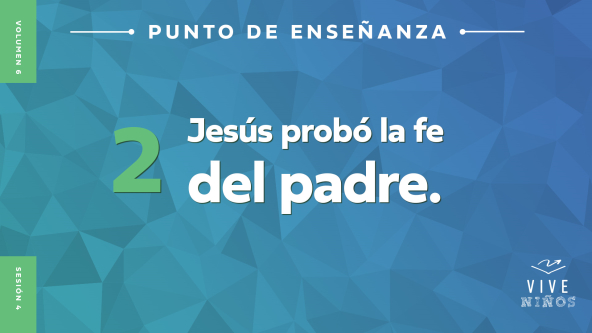 VOLUMEN 6
PUNTO DE ENSEÑANZA
2
Jesús probó la fe
del padre.
SESIÓN 4
VIVE
NIÑOS